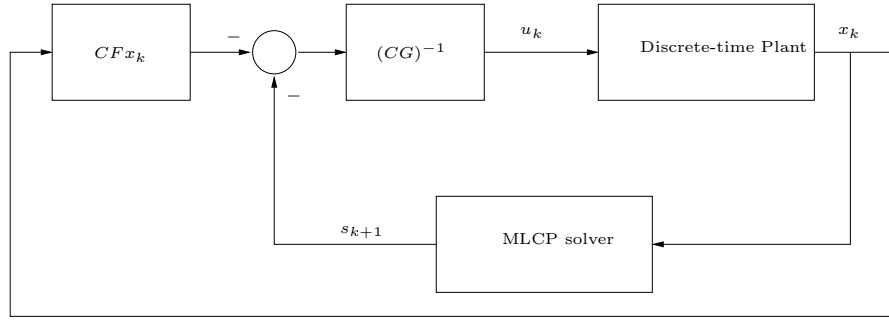 $CFx_k$
−
$(CG)^{-1}$
$u_k$
Discrete-time Plant
$x_k$
−
$s_{k+1}$
MLCP solver